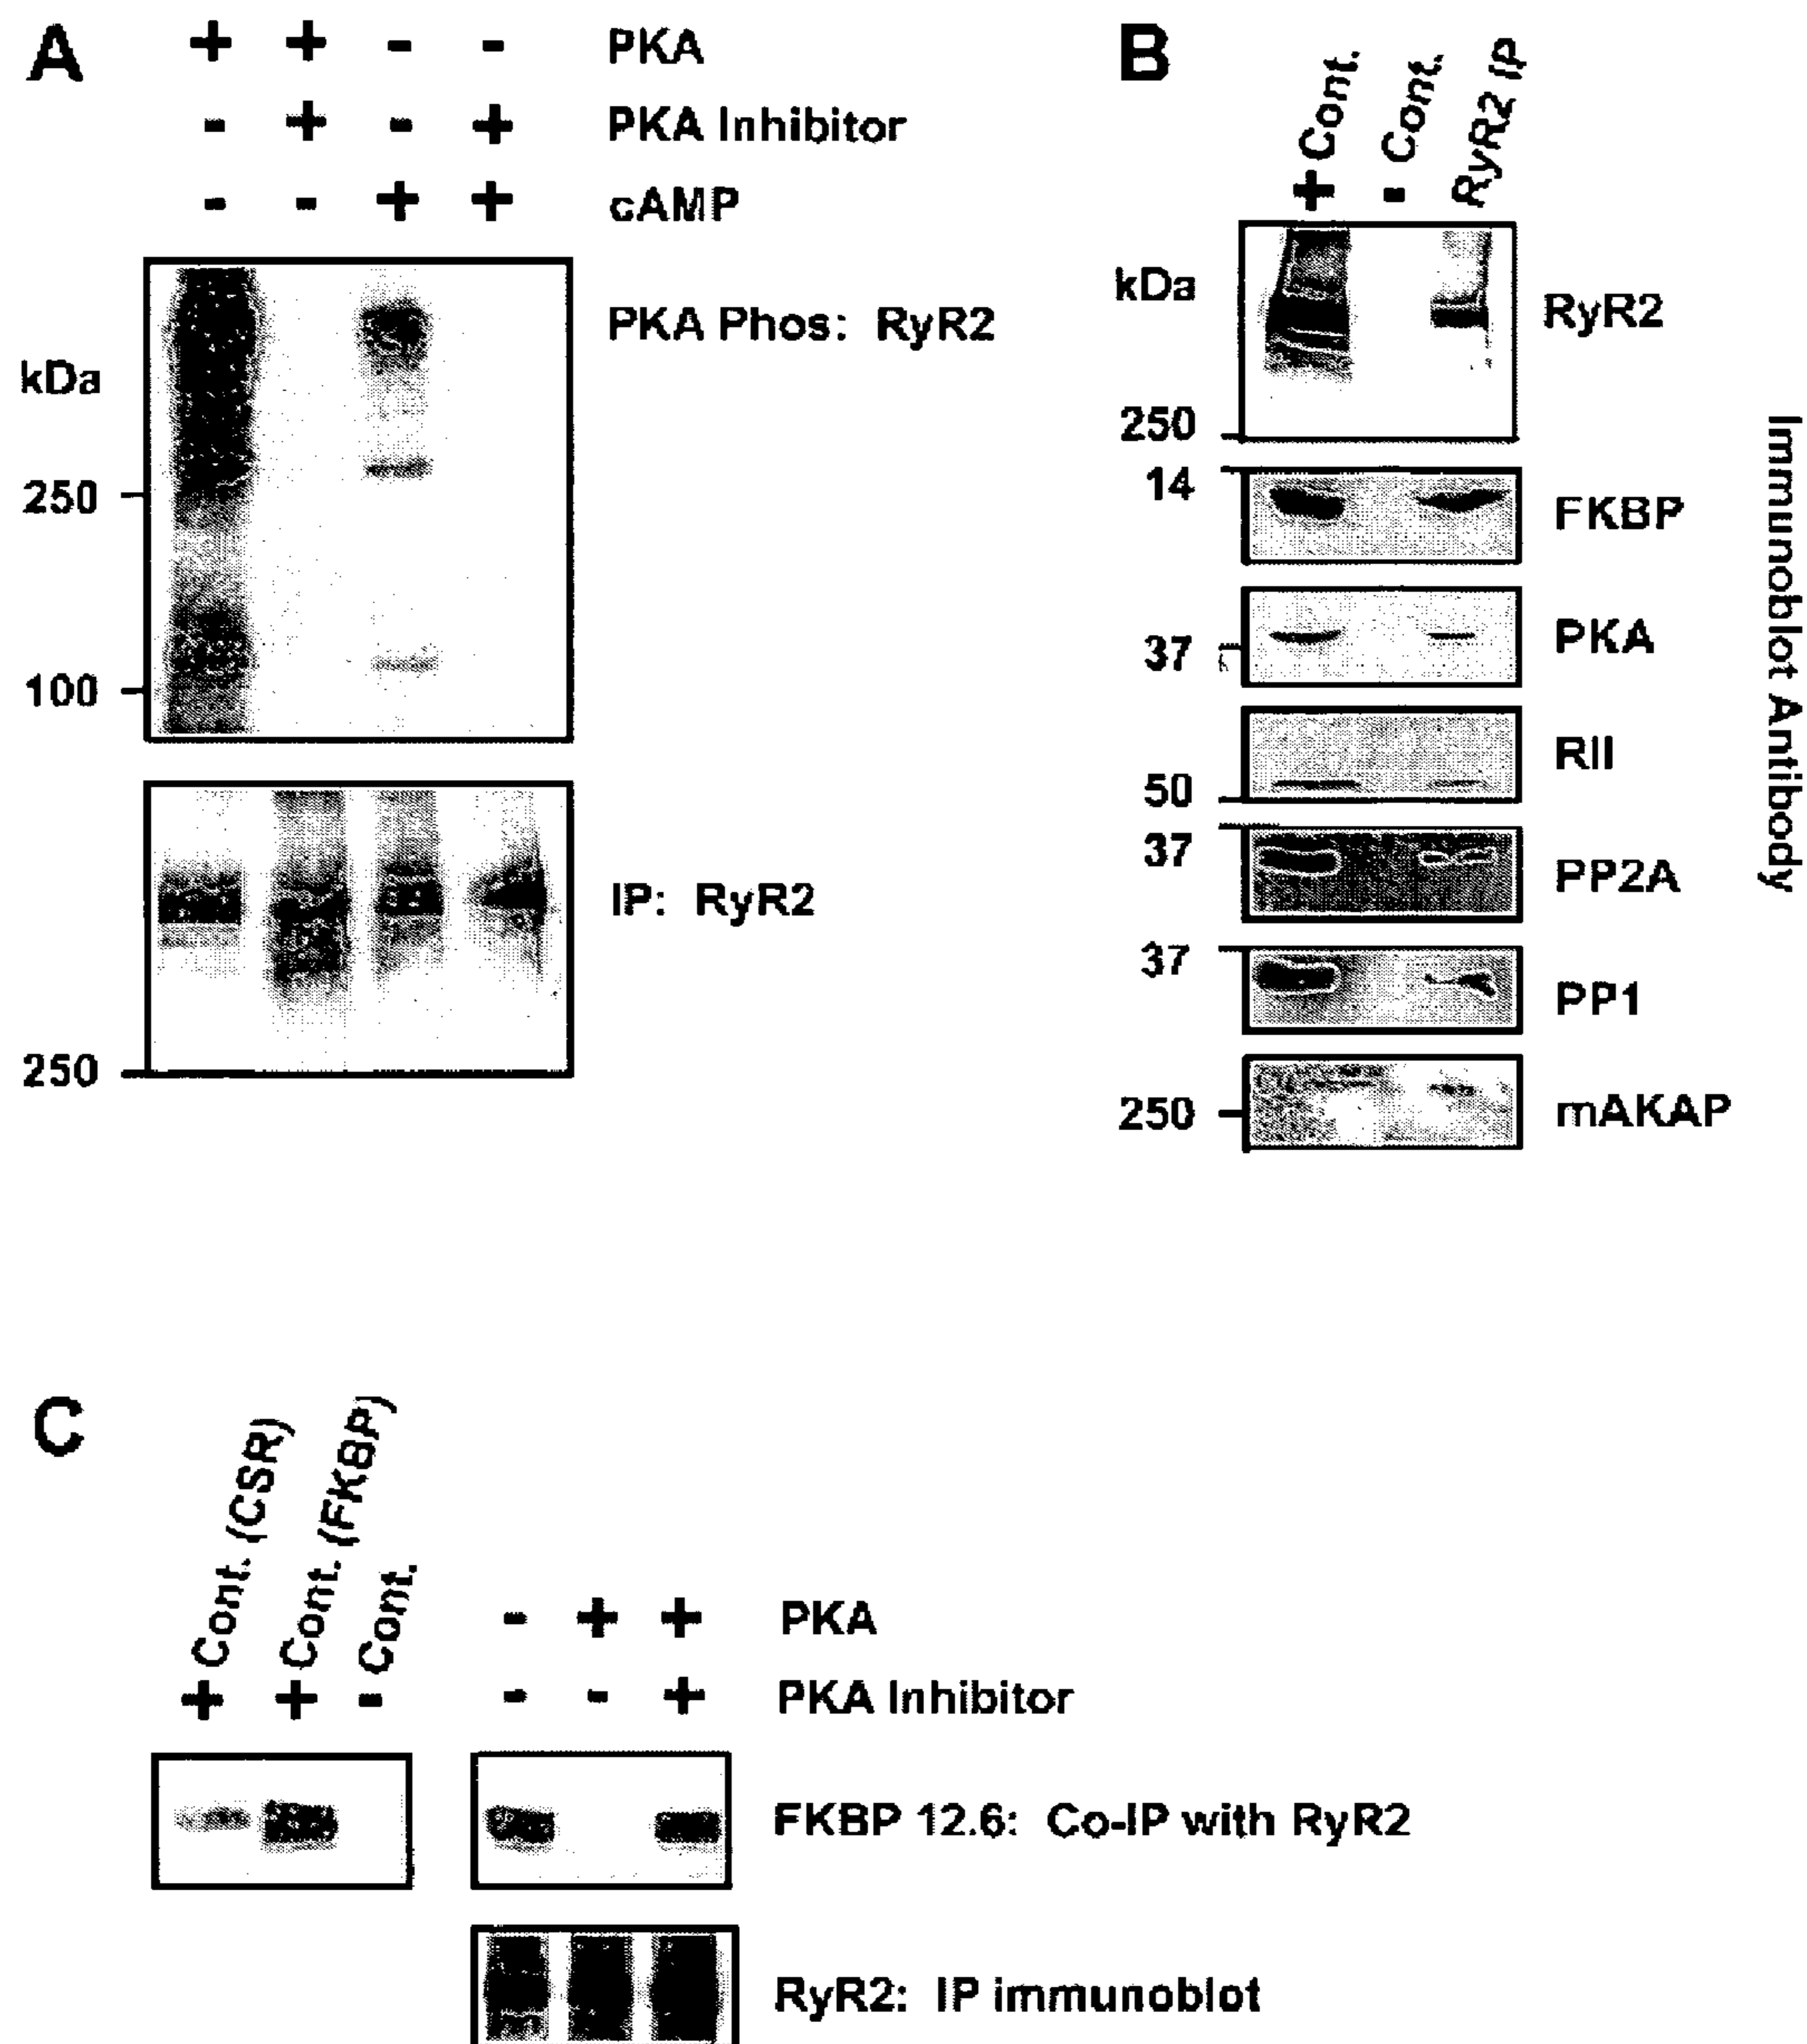 A
+ + - - PKA
- + - + PKA Inhibitor
- - + + cAMP
PKA Phos: RyR2
kDa
250
100
IP: RyR2
250
B
+ Cont.
- Cont.
RyR2 IP
kDa
RyR2
250
14
FKBP
PKA
37
RII
50
37
PP2A
37
PP1
250
mAKAP
Immunoblot Antibody
C
+ Cont. (CSR)
+ Cont. (FKBP)
- Cont.
- + + PKA
- - + PKA Inhibitor
FKBP 12.6: Co-IP with RyR2
RyR2: IP immunoblot